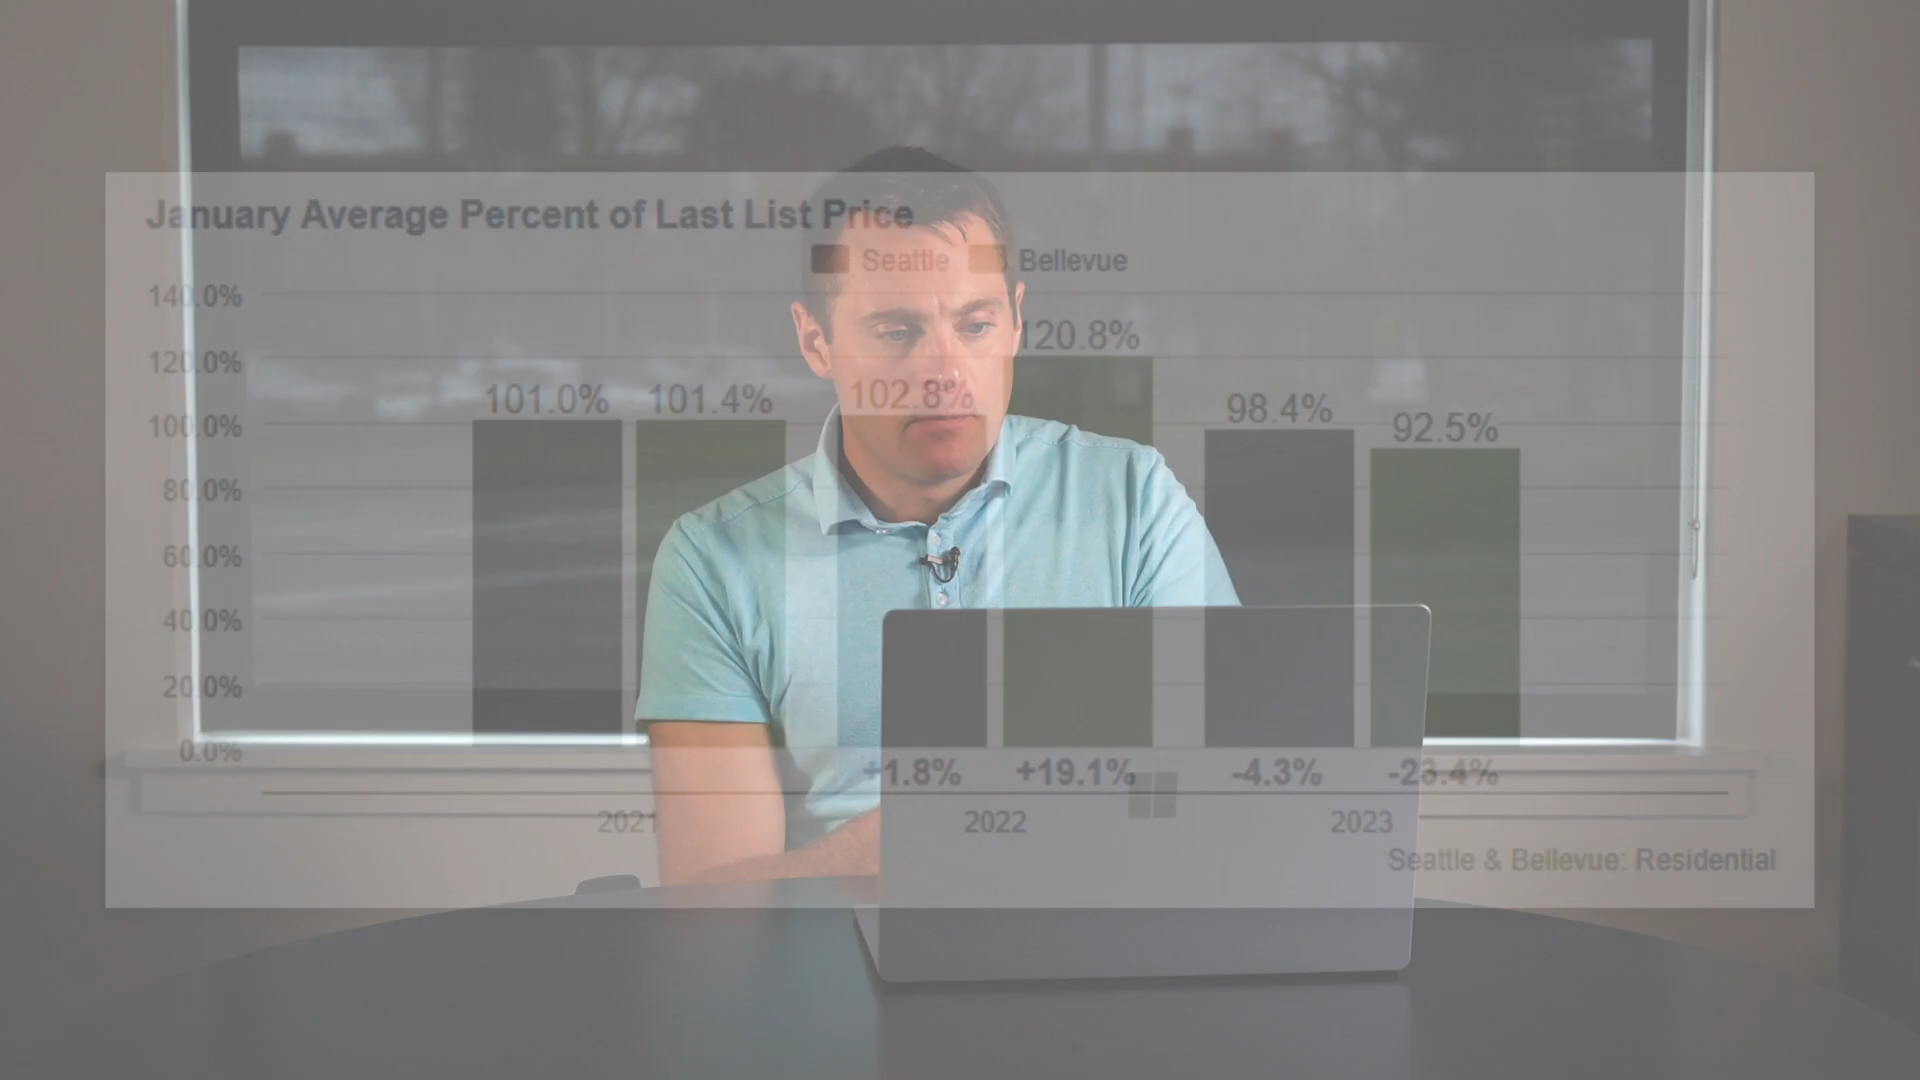 January Average Percent of Last List Price
Seattle Bellevue
140.0%
120.0%
100.0%
80.0%
60.0%
40.0%
20.0%
0.0%
101.0% 101.4% 102.8% 120.8% 98.4% 92.5%
+1.8% +19.1% -4.3% -23.4%
2021 2022 2023
Seattle & Bellevue: Residential